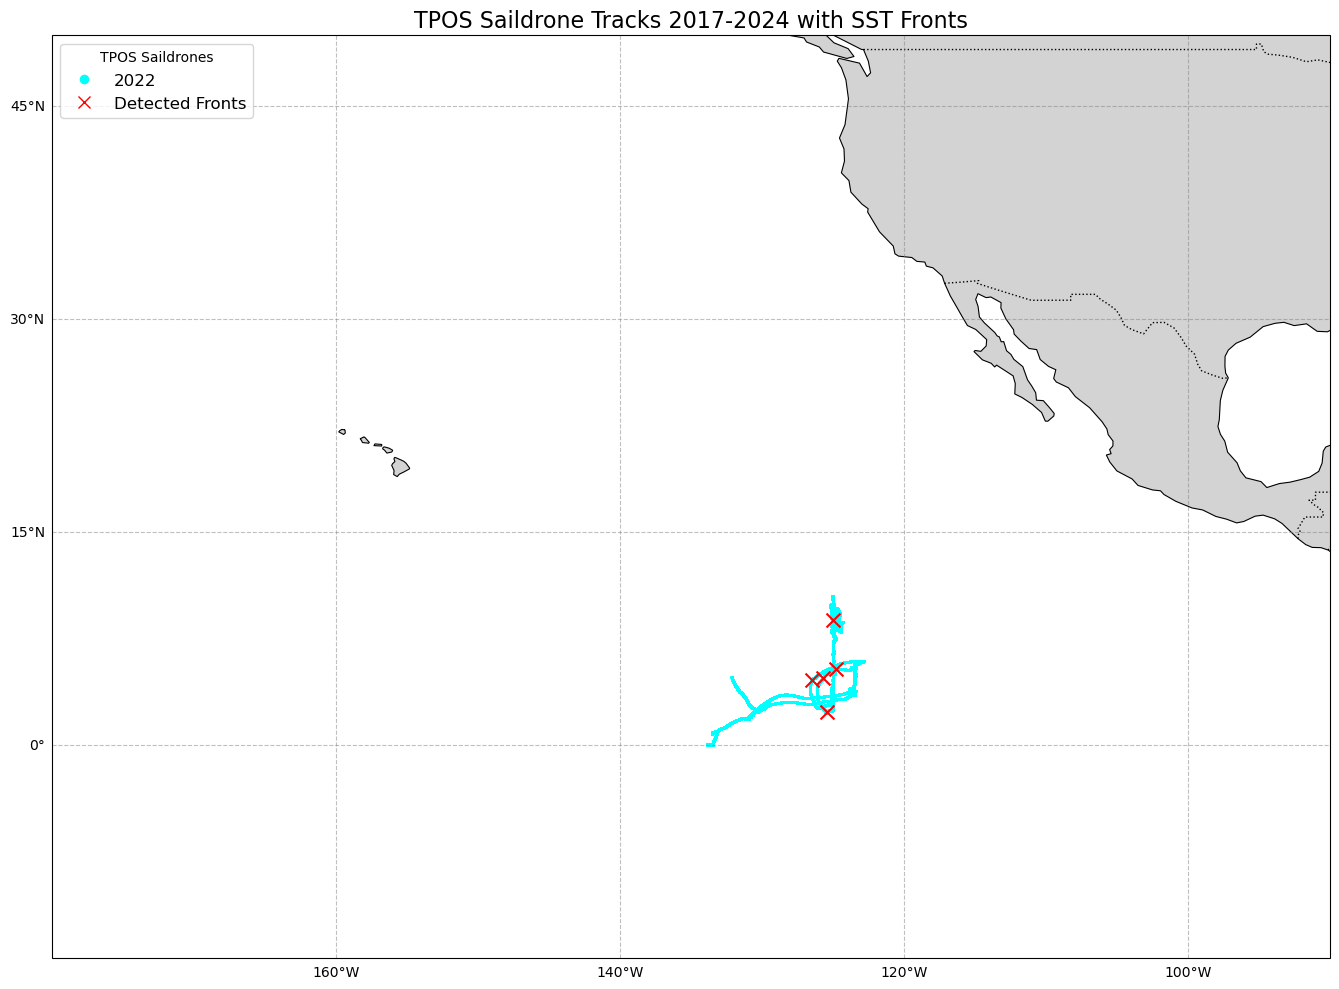 TPOS Saildrone Tracks 2017-2024 with SST Fronts
TPOS Saildrones
2022
Detected Fronts
45°N
30°N
15°N
0°
160°W
140°W
120°W
100°W